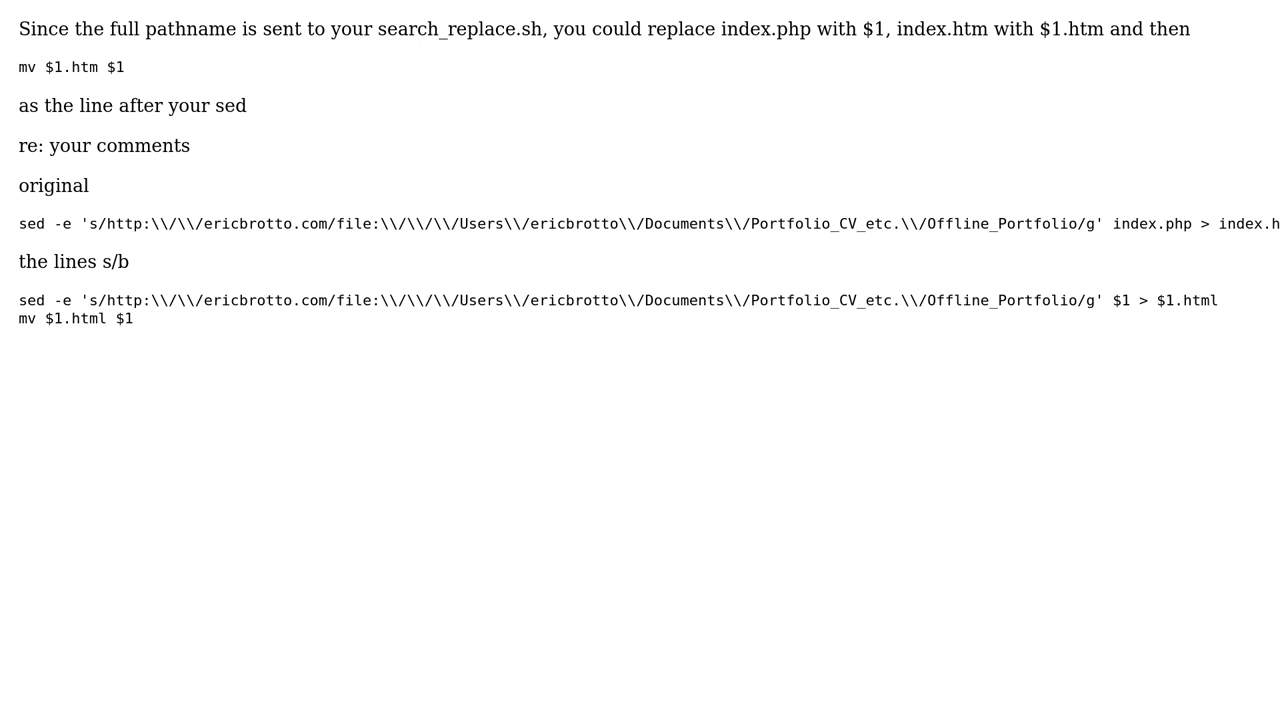 Since the full pathname is sent to your search_replace.sh, you could replace index.php with $1, index.htm with $1.htm and then
mv $1.htm $1
as the line after your sed
re: your comments
original
sed -e 's/http:\\/\\/ericbrotto.com/file:\\/\\/\\/Users\\/ericbrotto\\/Documents\\/Portfolio_CV_etc.\\/Offline_Portfolio/g' index.php > index.h
the lines s/b
sed -e 's/http:\\/\\/ericbrotto.com/file:\\/\\/\\/Users\\/ericbrotto\\/Documents\\/Portfolio_CV_etc.\\/Offline_Portfolio/g' $1 > $1.html
mv $1.html $1